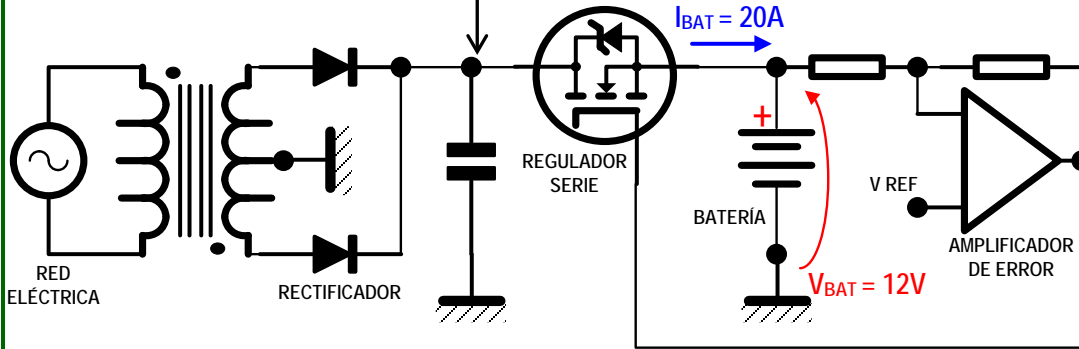 IBAT = 20A
REGULADOR
SERIE
+
V REF
BATERÍA
AMPLIFICADOR
DE ERROR
RED
ELÉCTRICA
RECTIFICADOR
VBAT = 12V